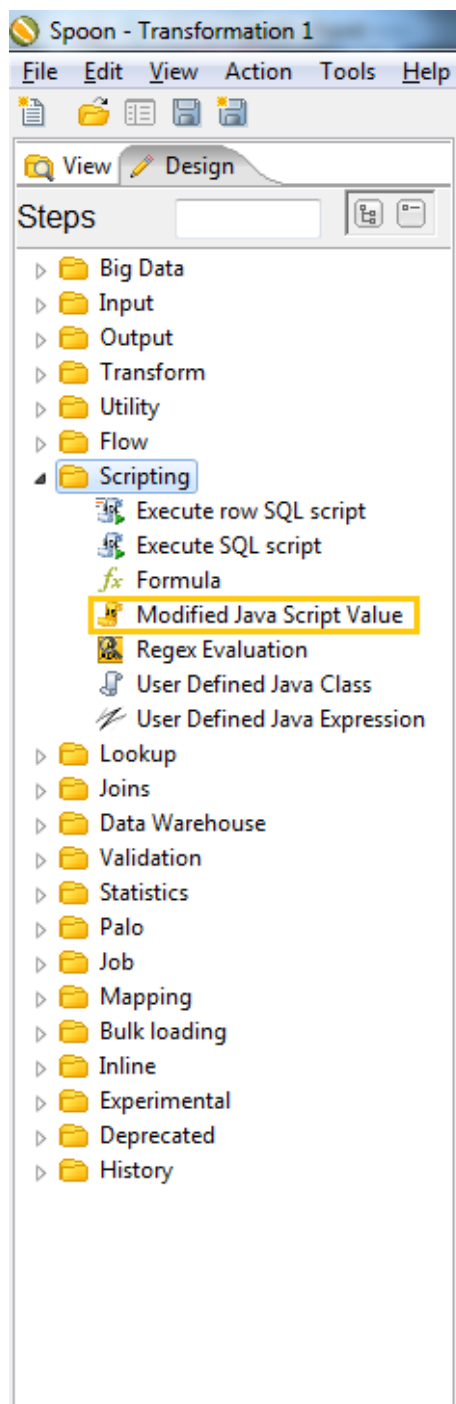 Spoon - Transformation 1
File Edit View Action Tools Help
View Design
Steps
Big Data
Input
Output
Transform
Utility
Flow
Scripting
Execute row SQL script
Execute SQL script
fx Formula
Modified Java Script Value
Regex Evaluation
User Defined Java Class
User Defined Java Expression
Lookup
Joins
Data Warehouse
Validation
Statistics
Palo
Job
Mapping
Bulk loading
Inline
Experimental
Deprecated
History